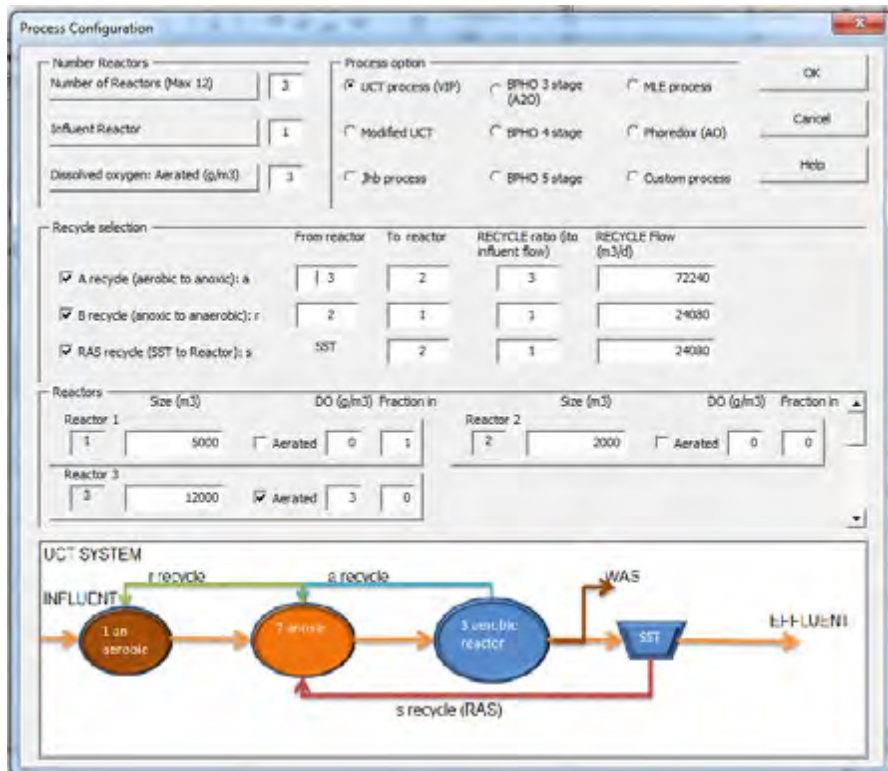 Process Configuration
Number Reactors
Number of Reactors (Max 12) 3
Influent Reactor 1
Dissolved oxygen: Aerated (g/m3) 3
Process option
UCT process (VIP) BPHO 3 stage (A2O) MLE process
Modified UCT BPHO 4 stage Phoredox (AO)
Jhb process BPHO 5 stage Custom process
OK
Cancel
Help
Recycle selection
From reactor To reactor RECYCLE ratio (ito influent flow) RECYCLE Flow (m3/d)
A recycle (aerobic to anoxic): a 3 2 3 72240
B recycle (anoxic to anaerobic): r 2 1 1 24080
RAS recycle (SST to Reactor): s SST 2 1 24080
Reactors
Size (m3) DO (g/m3) Fraction in Size (m3) DO (g/m3) Fraction in
Reactor 1 Reactor 2
1 5000 Aerated 0 1 2 2000 Aerated 0 0
Reactor 3
3 12000 Aerated 3 0
UCT SYSTEM
r recycle a recycle WAS
INFLUENT EFFLUENT
1 an aerobic
2 anoxic
3 aerobic reactor
SST
s recycle (RAS)